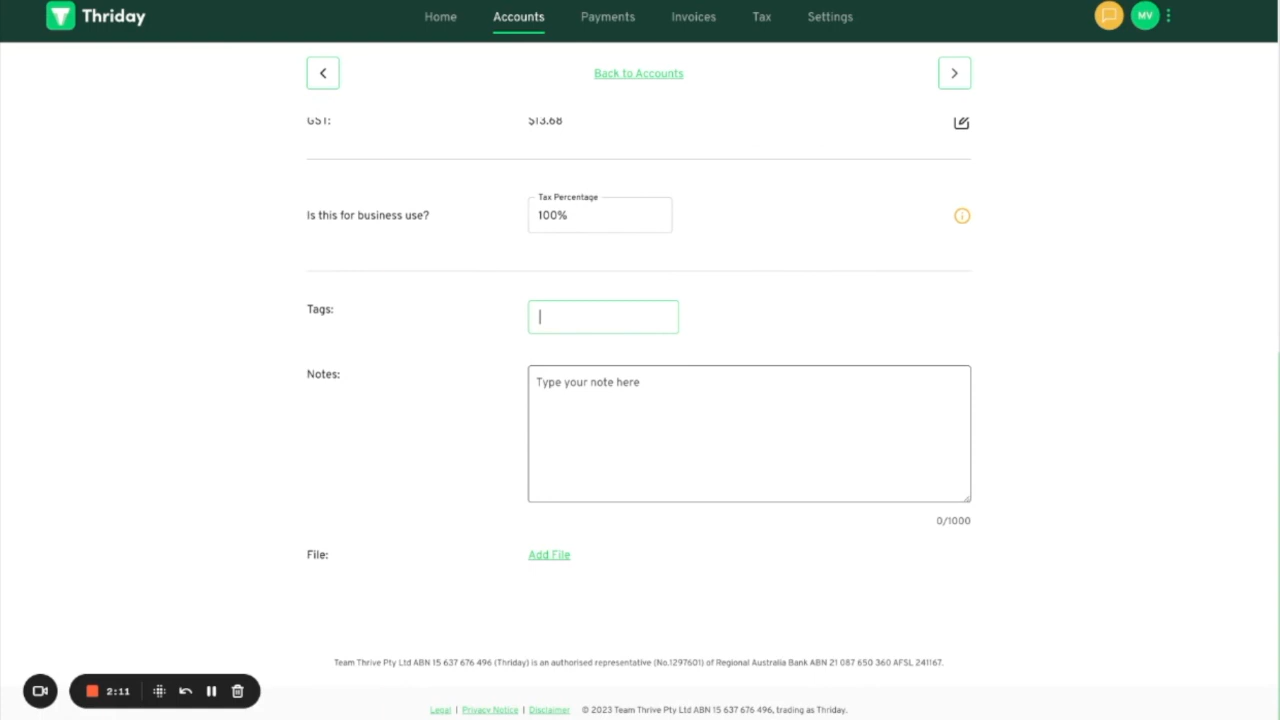 Thriday
Home Accounts Payments Invoices Tax Settings
MV
Back to Accounts
GST: $13.68
Tax Percentage
Is this for business use? 100%
Tags:
Notes: Type your note here
0/1000
File: Add File
Team Thrive Pty Ltd ABN 15 637 676 496 (Thriday) is an authorised representative (No.1297601) of Regional Australia Bank ABN 21 087 650 360 AFSL 241167.
2:11
Legal | Privacy Notice | Disclaimer © 2023 Team Thrive Pty Ltd ABN 15 637 676 496, trading as Thriday.